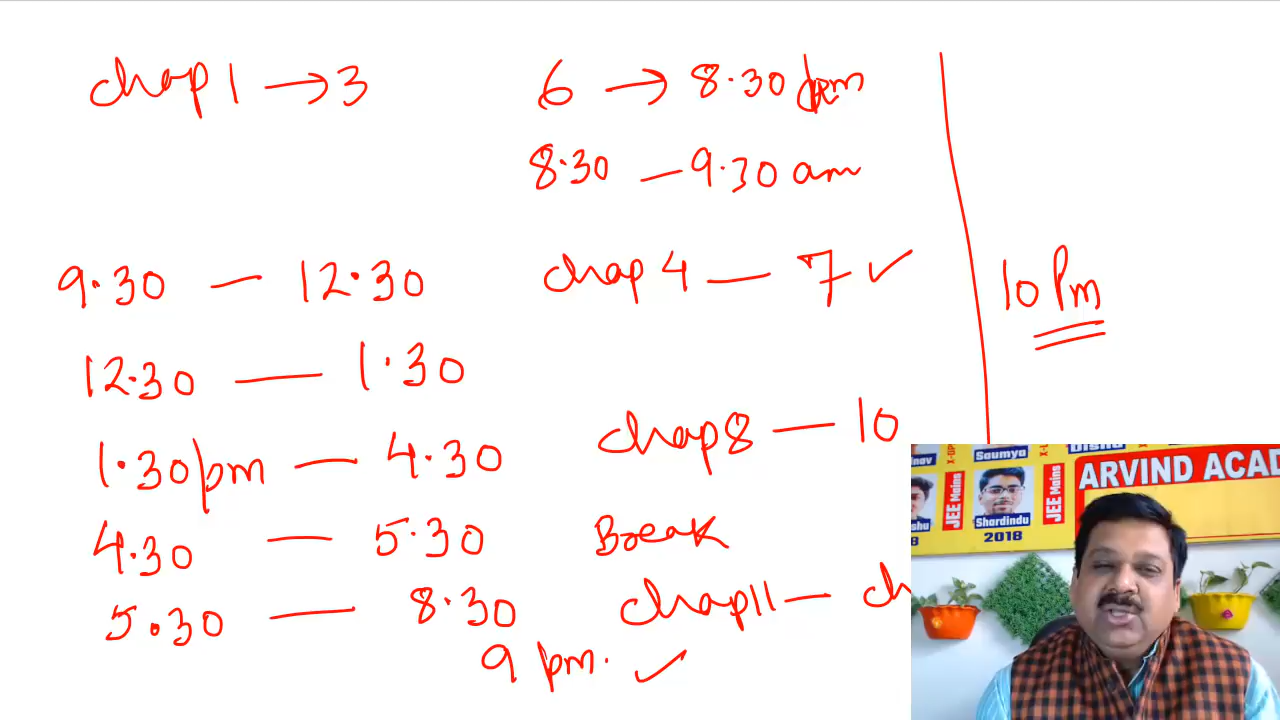 chap 1 → 3 6 → 8.30 pm
8.30 — 9.30 am
9.30 — 12.30 chap 4 — 7 ✓
10 Pm
12.30 — 1.30
1.30 pm — 4.30 chap 8 — 10
4.30 — 5.30 Break
5.30 — 8.30 chap 11 — ch
9 pm. ✓
Saumya
ARVIND ACAD
JEE Mains
Shardindu
2018
JEE Mains